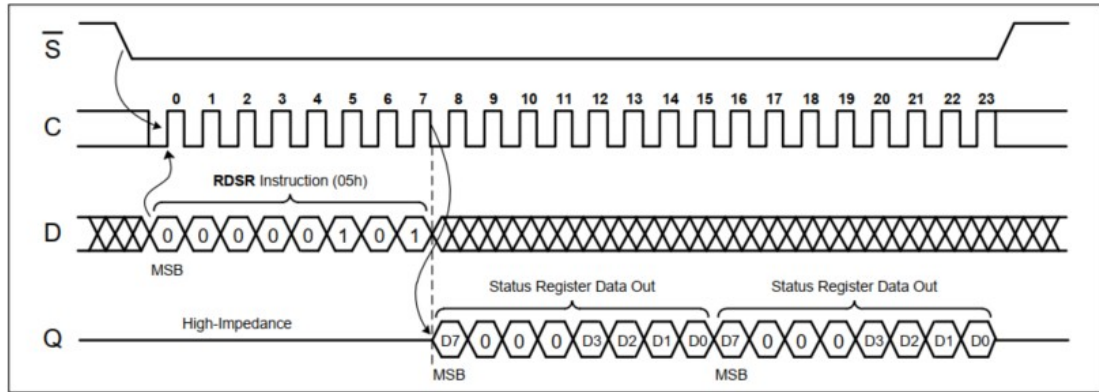 S
0 1 2 3 4 5 6 7 8 9 10 11 12 13 14 15 16 17 18 19 20 21 22 23
C
RDSR Instruction (05h)
D 0 0 0 0 0 1 0 1
MSB
Status Register Data Out Status Register Data Out
High-Impedance
Q D7 0 0 0 D3 D2 D1 D0 D7 0 0 0 D3 D2 D1 D0
MSB MSB